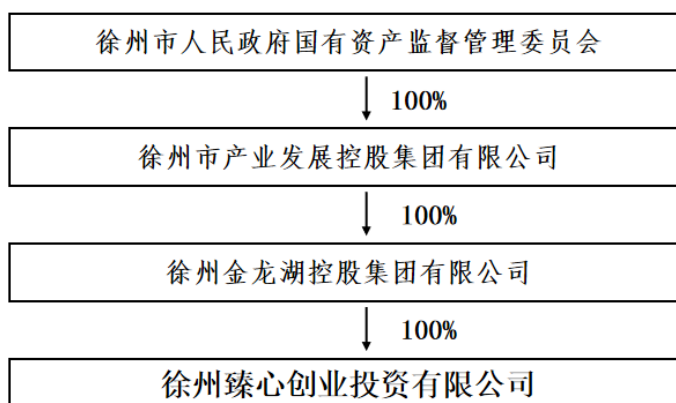 徐州市人民政府国有资产监督管理委员会
100%
徐州市产业发展控股集团有限公司
100%
徐州金龙湖控股集团有限公司
100%
徐州臻心创业投资有限公司